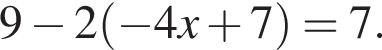 9 − 2(−4x + 7) = 7.